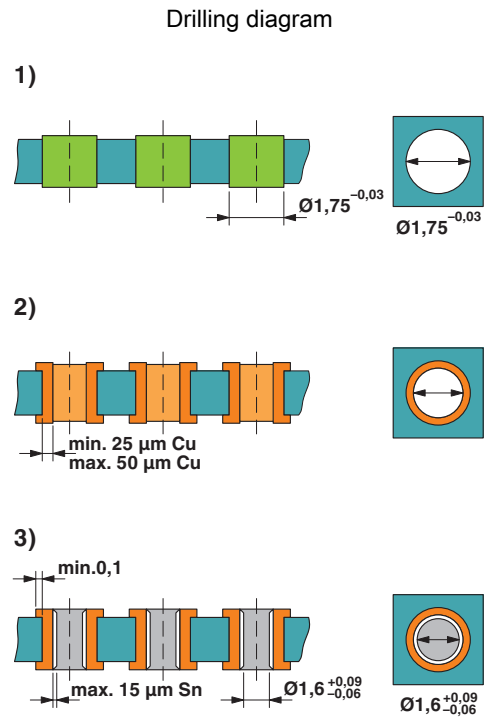 Drilling diagram
1)
Ø1,75 −0,03
Ø1,75 −0,03
2)
min. 25 µm Cu
max. 50 µm Cu
3)
min.0,1
max. 15 µm Sn
Ø1,6 +0,09 −0,06
Ø1,6 +0,09 −0,06